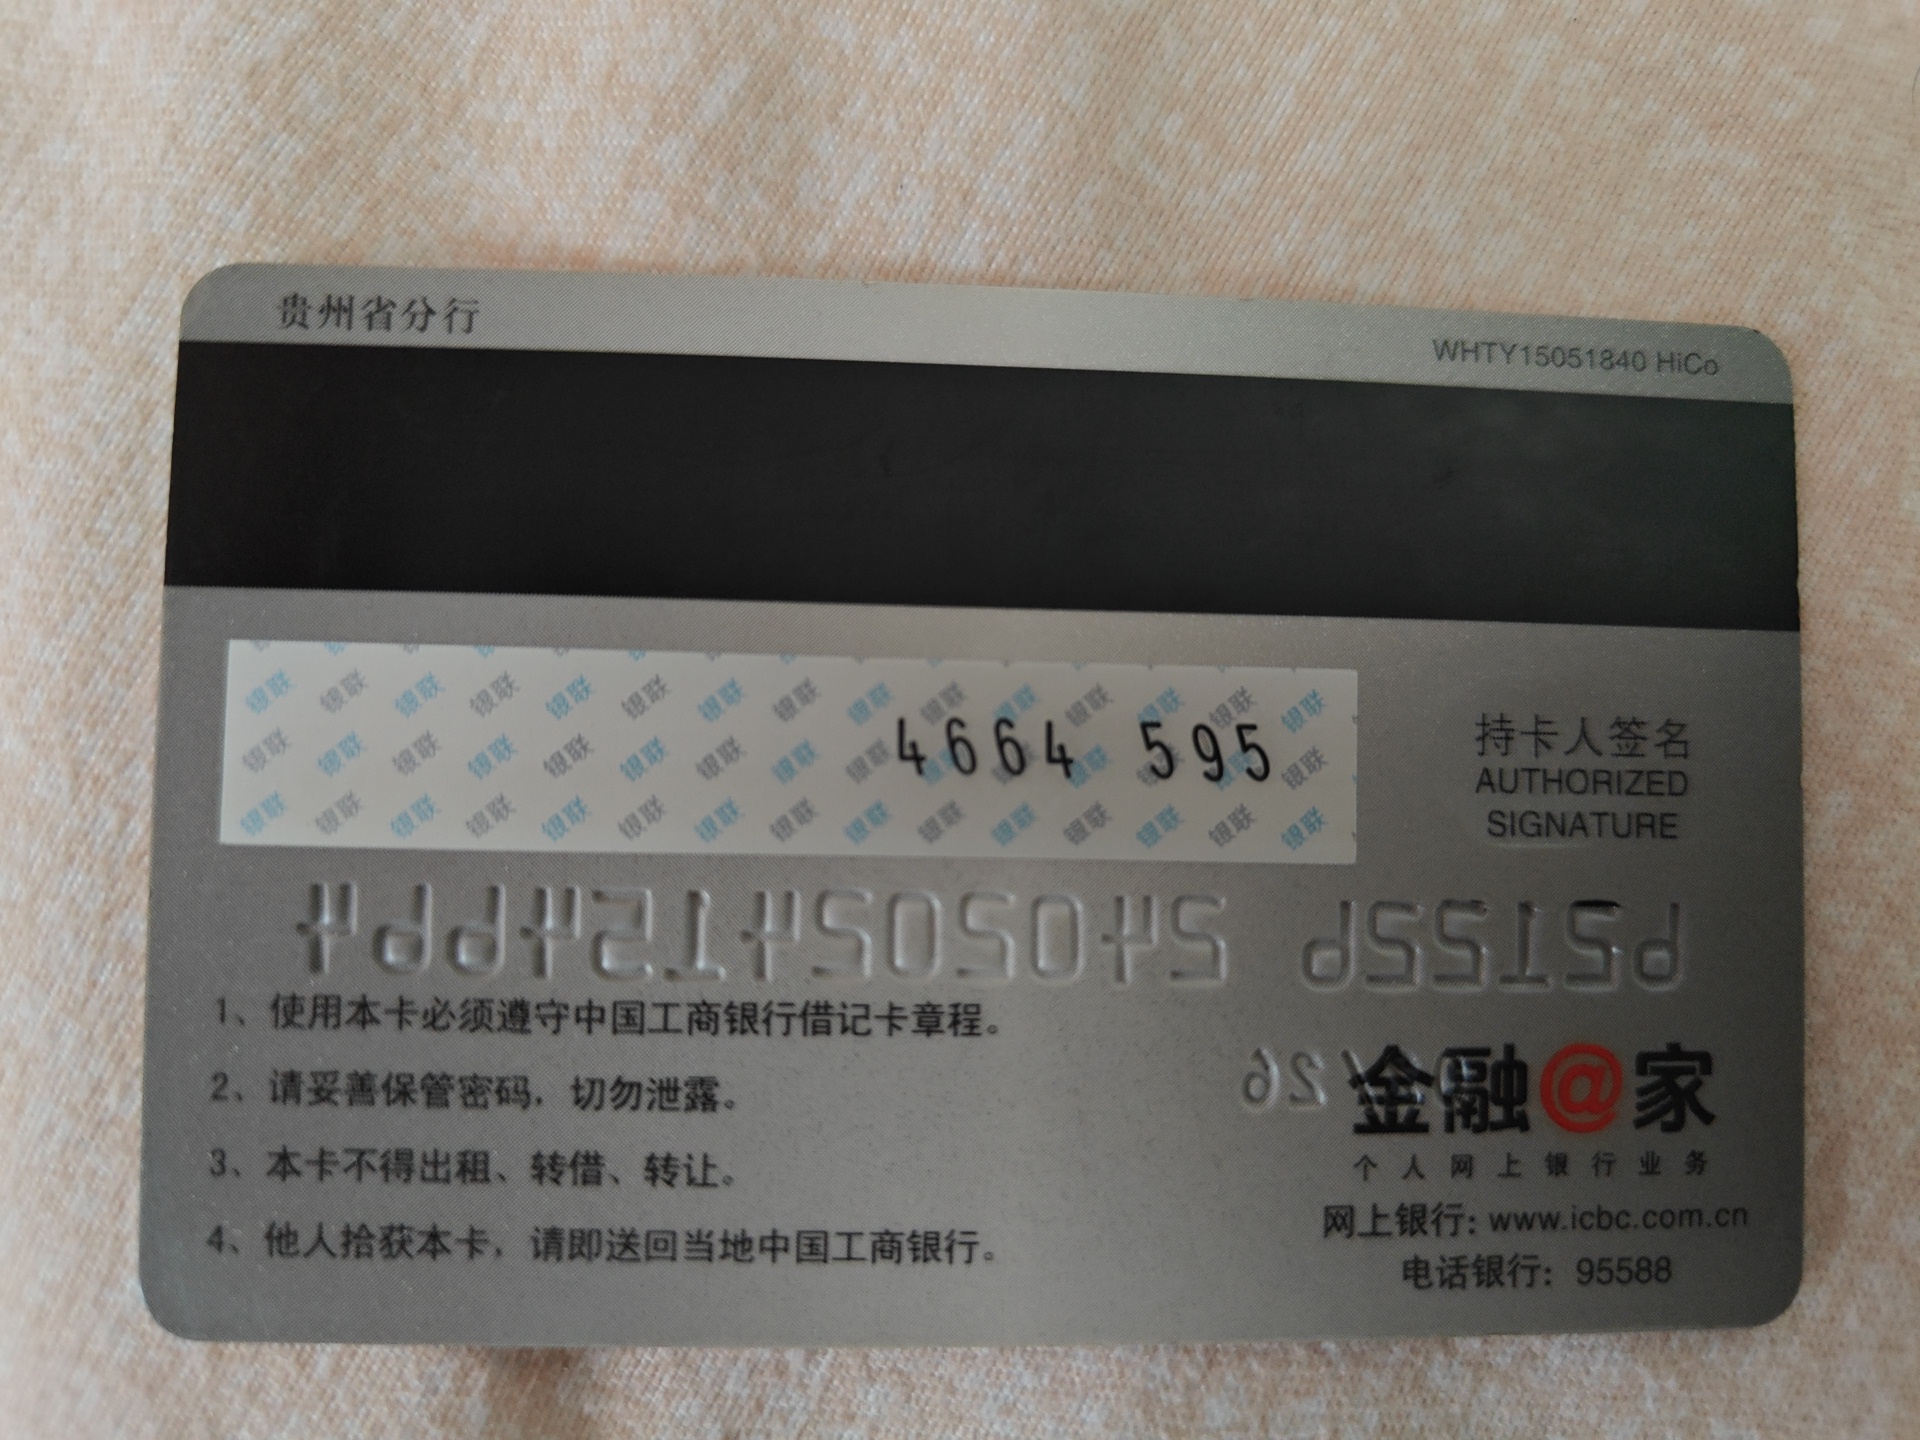 贵州省分行
WHTY15051840 HiCo
4664 595
持卡人签名
AUTHORIZED
SIGNATURE
1、使用本卡必须遵守中国工商银行借记卡章程。
2、请妥善保管密码，切勿泄露。
3、本卡不得出租、转借、转让。
4、他人拾获本卡，请即送回当地中国工商银行。
金融@家
个人网上银行业务
网上银行: www.icbc.com.cn
电话银行: 95588